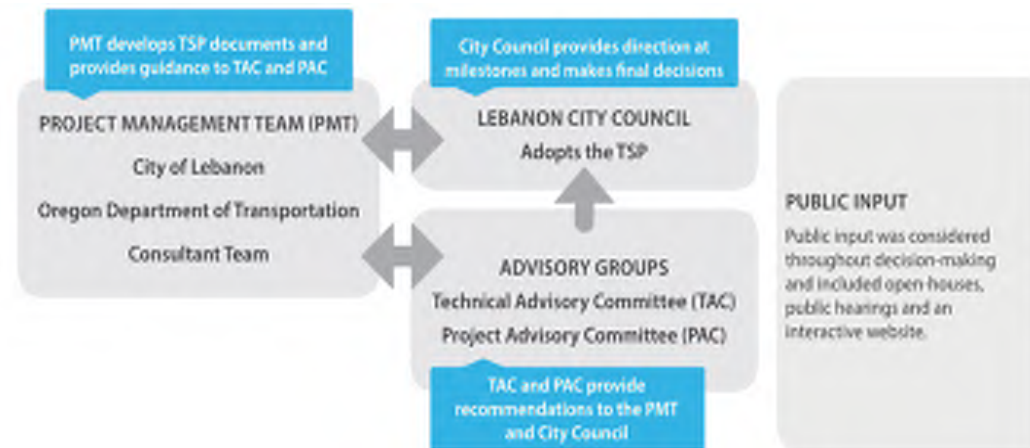 PMT develops TSP documents and
provides guidance to TAC and PAC
PROJECT MANAGEMENT TEAM (PMT)
City of Lebanon
Oregon Department of Transportation
Consultant Team
City Council provides direction at
milestones and makes final decisions
LEBANON CITY COUNCIL
Adopts the TSP
ADVISORY GROUPS
Technical Advisory Committee (TAC)
Project Advisory Committee (PAC)
TAC and PAC provide
recommendations to the PMT
and City Council
PUBLIC INPUT
Public input was considered
throughout decision-making
and included open-houses,
public hearings and an
interactive website.